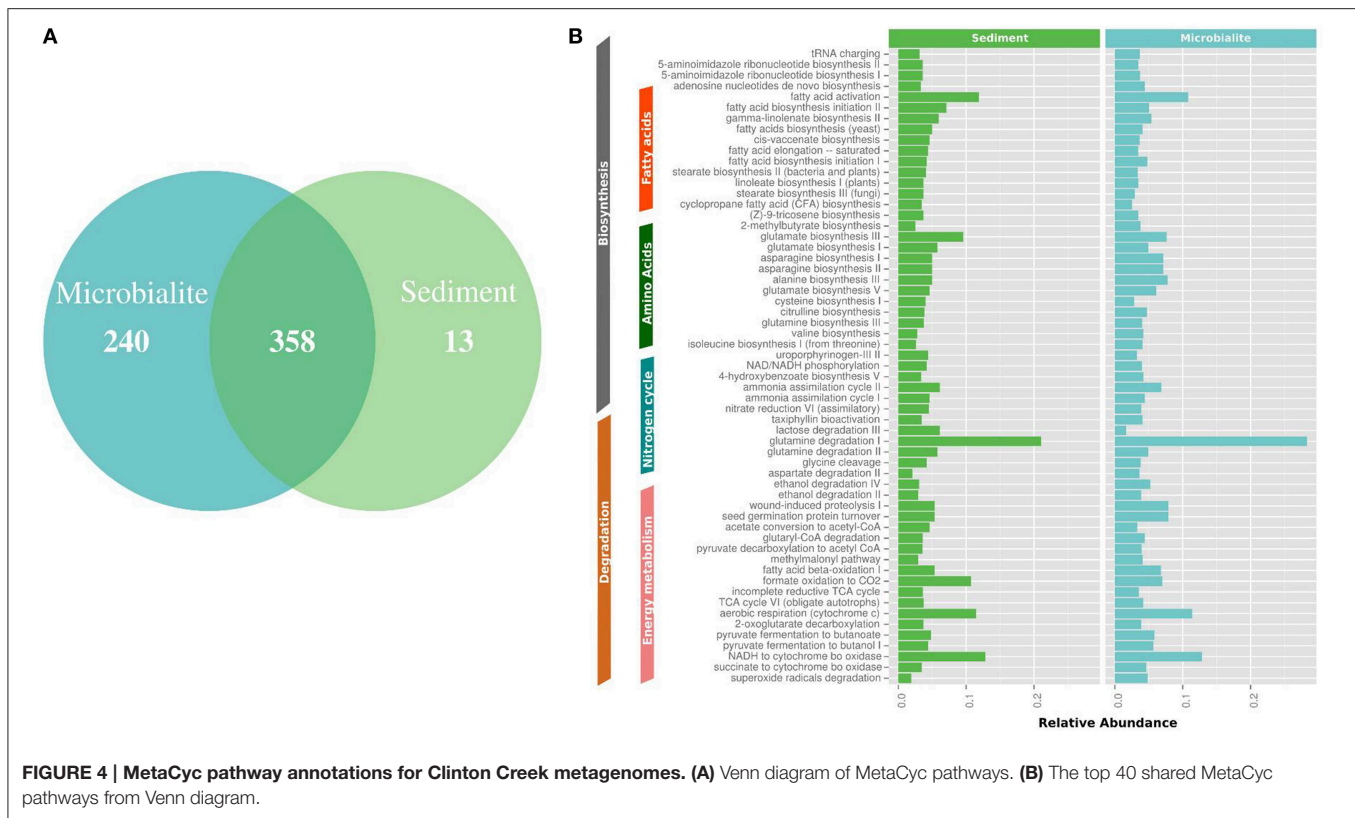 A
Microbialite
240
358
Sediment
13
B
Biosynthesis
Degradation
Fatty acids
Amino Acids
Nitrogen cycle
Energy metabolism
Sediment
Microbialite
tRNA charging
5-aminoimidazole ribonucleotide biosynthesis II
5-aminoimidazole ribonucleotide biosynthesis I
adenosine nucleotides de novo biosynthesis
fatty acid activation
fatty acid biosynthesis initiation II
gamma-linolenate biosynthesis II
fatty acids biosynthesis (yeast)
cis-vaccenate biosynthesis
fatty acid elongation -- saturated
fatty acid biosynthesis initiation I
stearate biosynthesis II (bacteria and plants)
linoleate biosynthesis I (plants)
stearate biosynthesis III (fungi)
cyclopropane fatty acid (CFA) biosynthesis
(Z)-9-tricosene biosynthesis
2-methylbutyrate biosynthesis
glutamate biosynthesis III
glutamate biosynthesis I
asparagine biosynthesis I
asparagine biosynthesis II
alanine biosynthesis III
glutamate biosynthesis V
cysteine biosynthesis I
citrulline biosynthesis
glutamine biosynthesis III
valine biosynthesis
isoleucine biosynthesis I (from threonine)
uroporphyrinogen-III II
NAD/NADH phosphorylation
4-hydroxybenzoate biosynthesis V
ammonia assimilation cycle II
ammonia assimilation cycle I
nitrate reduction VI (assimilatory)
taxiphyllin bioactivation
lactose degradation III
glutamine degradation I
glutamine degradation II
glycine cleavage
aspartate degradation II
ethanol degradation IV
ethanol degradation II
wound-induced proteolysis I
seed germination protein turnover
acetate conversion to acetyl-CoA
glutaryl-CoA degradation
pyruvate decarboxylation to acetyl CoA
methylmalonyl pathway
fatty acid beta-oxidation I
formate oxidation to CO2
incomplete reductive TCA cycle
TCA cycle VI (obligate autotrophs)
aerobic respiration (cytochrome c)
2-oxoglutarate decarboxylation
pyruvate fermentation to butanoate
pyruvate fermentation to butanol I
NADH to cytochrome bo oxidase
succinate to cytochrome bo oxidase
superoxide radicals degradation
0.0 0.1 0.2 0.0 0.1 0.2
Relative Abundance
FIGURE 4 | MetaCyc pathway annotations for Clinton Creek metagenomes. (A) Venn diagram of MetaCyc pathways. (B) The top 40 shared MetaCyc
pathways from Venn diagram.